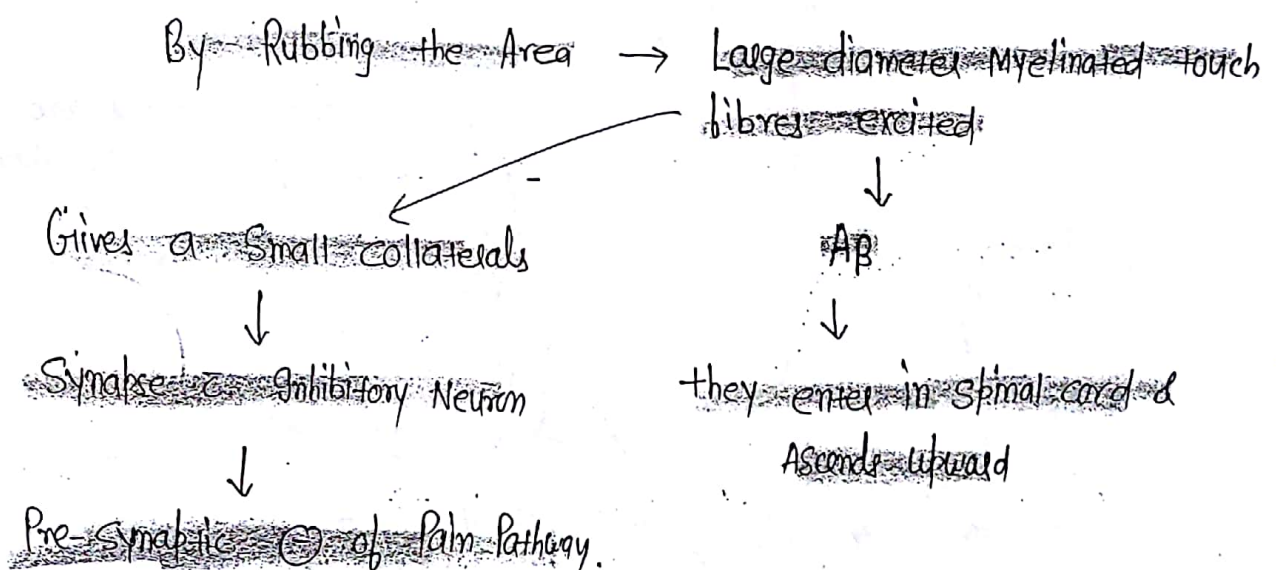 By Rubbing the Area → Large diameter Myelinated touch
fibres excited
↓
Gives a Small collaterals
Aβ
↓
↓
Synapse c Inhibitory Neuron
they enter in spinal cord &
Ascends upward
↓
Pre-synaptic ⊖ of Pain Pathway.